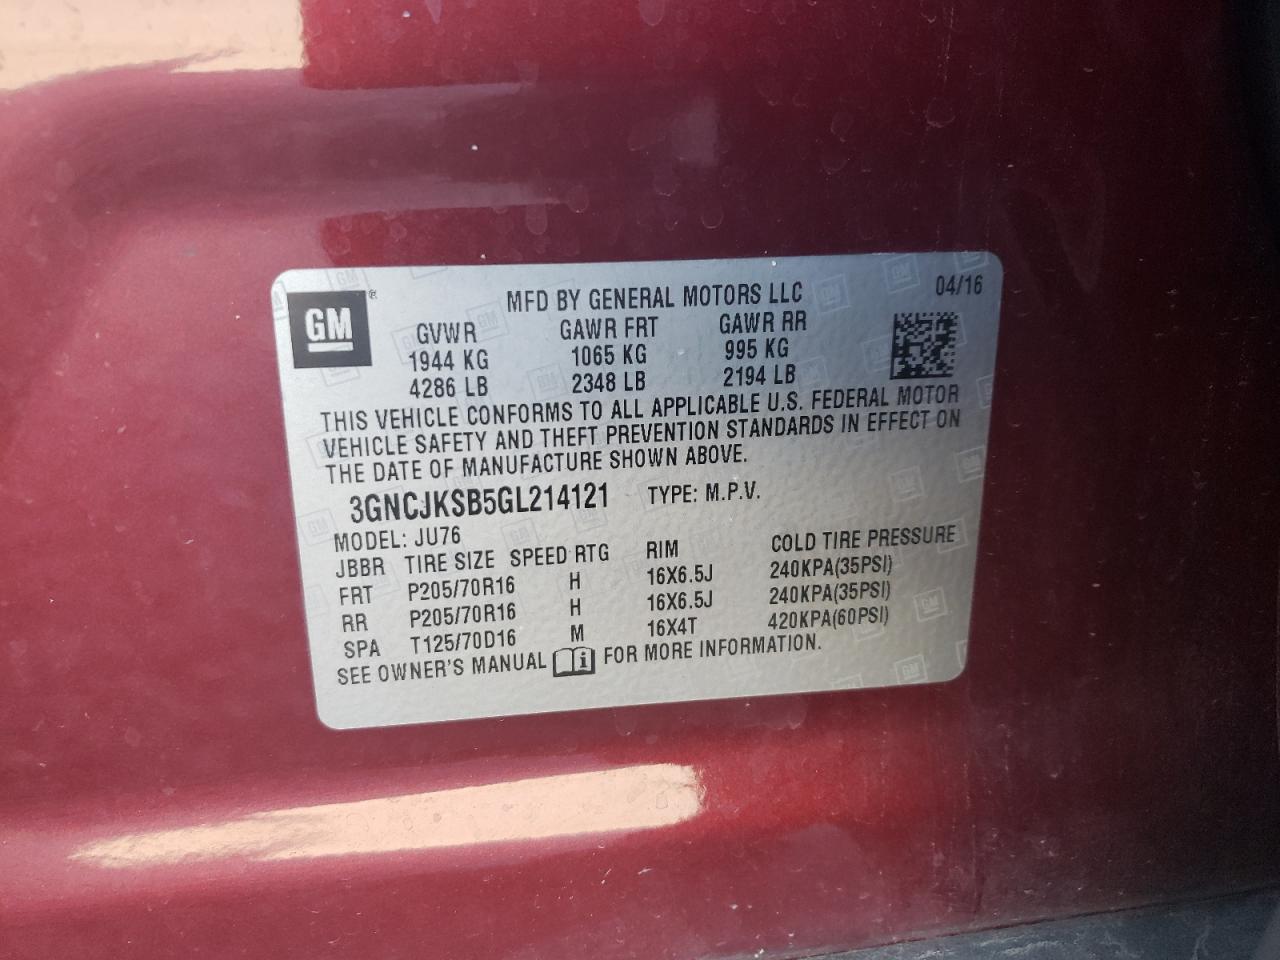 GM ® MFD BY GENERAL MOTORS LLC 04/16
GVWR GAWR FRT GAWR RR
1944 KG 1065 KG 995 KG
4286 LB 2348 LB 2194 LB
THIS VEHICLE CONFORMS TO ALL APPLICABLE U.S. FEDERAL MOTOR
VEHICLE SAFETY AND THEFT PREVENTION STANDARDS IN EFFECT ON
THE DATE OF MANUFACTURE SHOWN ABOVE.
3GNCJKSB5GL214121 TYPE: M.P.V.
MODEL: JU76
JBBR TIRE SIZE SPEED RTG RIM COLD TIRE PRESSURE
FRT P205/70R16 H 16X6.5J 240KPA(35PSI)
RR P205/70R16 H 16X6.5J 240KPA(35PSI)
SPA T125/70D16 M 16X4T 420KPA(60PSI)
SEE OWNER'S MANUAL i FOR MORE INFORMATION.